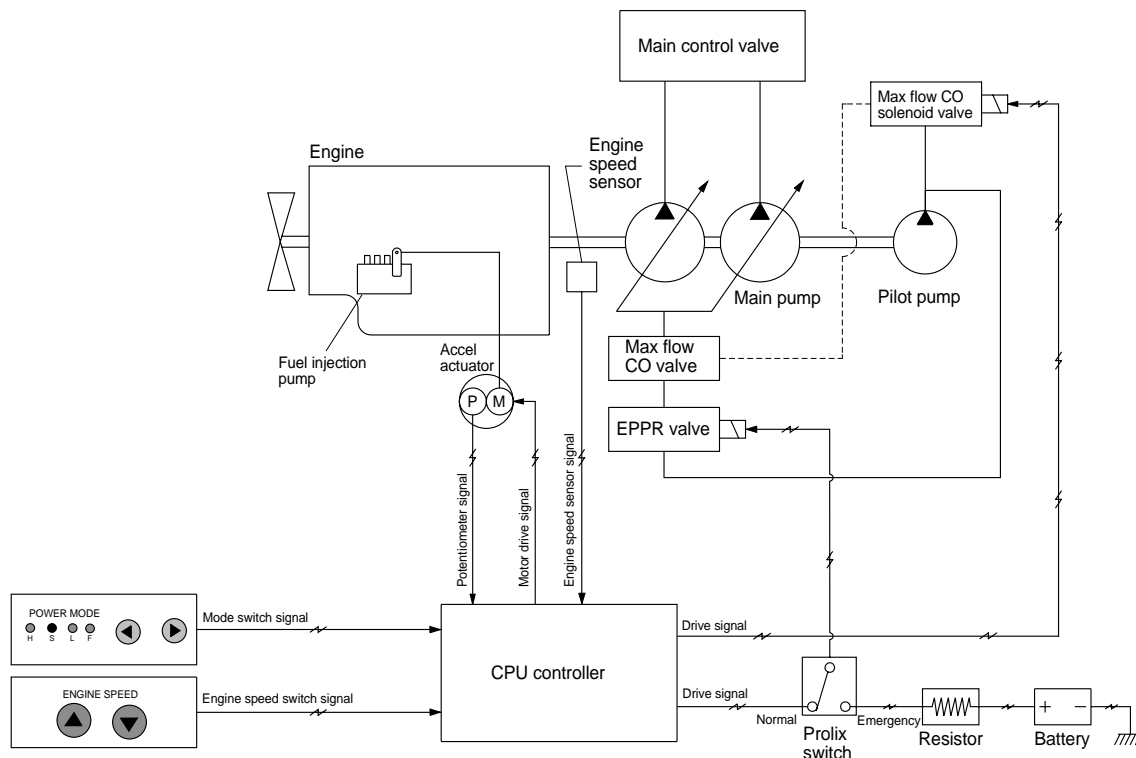 Main control valve
Max flow CO
solenoid valve
Engine
speed
sensor
Engine
Main pump
Pilot pump
Fuel injection
pump
Accel
actuator
P
M
Max flow
CO valve
EPPR valve
Potentiometer signal
Motor drive signal
Engine speed sensor signal
POWER MODE
H S L F
Mode switch signal
ENGINE SPEED
Engine speed switch signal
CPU controller
Drive signal
Drive signal
Normal
Emergency
Prolix
switch
Resistor
+ -
Battery